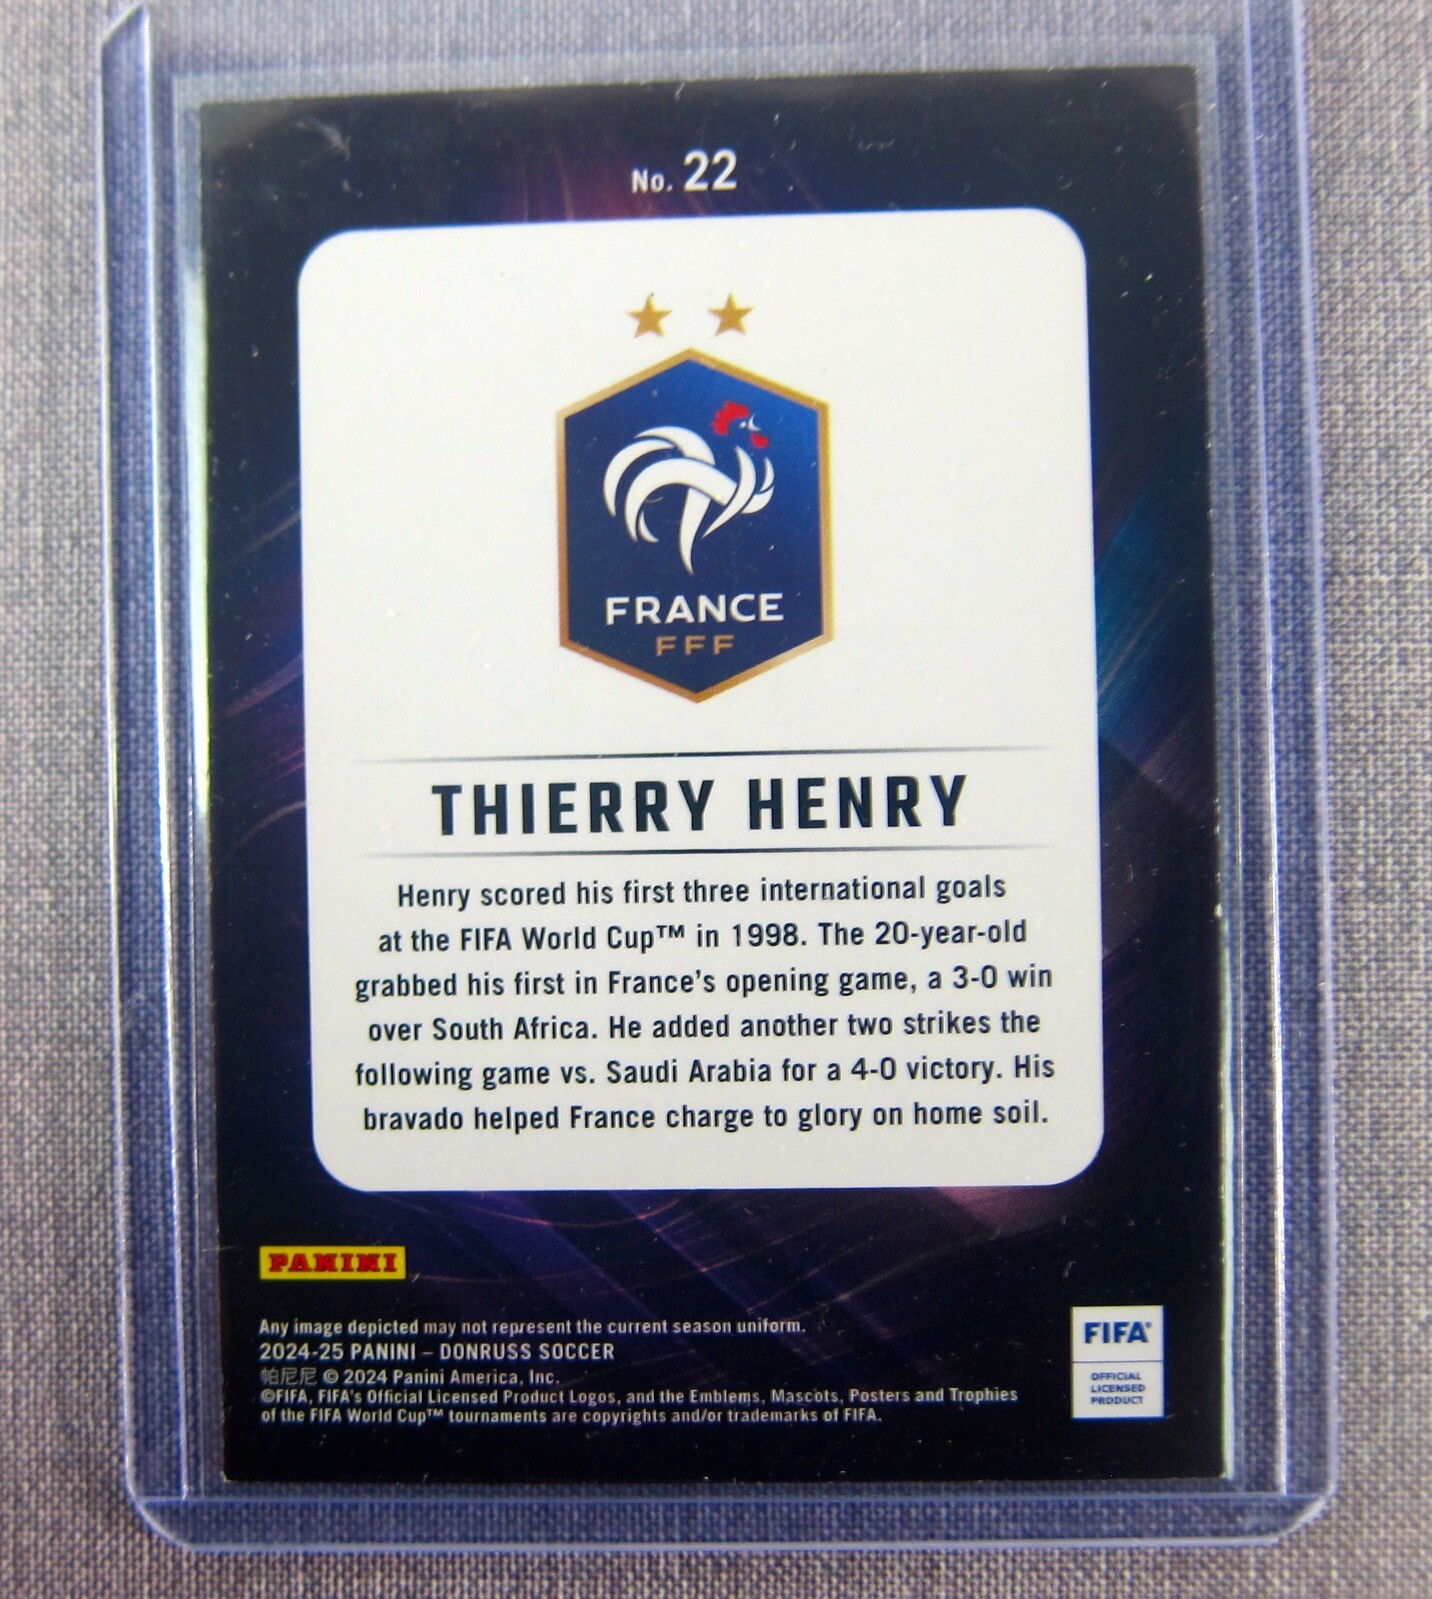 No. 22
FRANCE
FFF
THIERRY HENRY
Henry scored his first three international goals
at the FIFA World Cup™ in 1998. The 20-year-old
grabbed his first in France's opening game, a 3-0 win
over South Africa. He added another two strikes the
following game vs. Saudi Arabia for a 4-0 victory. His
bravado helped France charge to glory on home soil.
PANINI
Any image depicted may not represent the current season uniform.
2024-25 PANINI – DONRUSS SOCCER
帕尼尼 © 2024 Panini America, Inc.
©FIFA, FIFA's Official Licensed Product Logos, and the Emblems, Mascots, Posters and Trophies
of the FIFA World Cup™ tournaments are copyrights and/or trademarks of FIFA.
FIFA®
OFFICIAL
LICENSED
PRODUCT